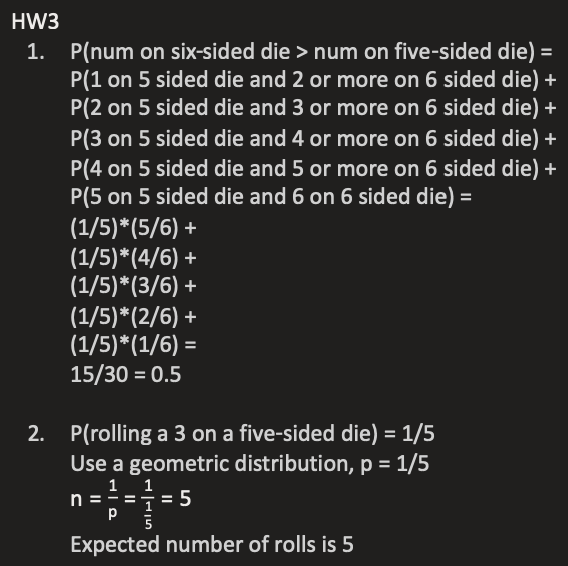 HW3
1. P(num on six-sided die > num on five-sided die) =
P(1 on 5 sided die and 2 or more on 6 sided die) +
P(2 on 5 sided die and 3 or more on 6 sided die) +
P(3 on 5 sided die and 4 or more on 6 sided die) +
P(4 on 5 sided die and 5 or more on 6 sided die) +
P(5 on 5 sided die and 6 on 6 sided die) =
(1/5)*(5/6) +
(1/5)*(4/6) +
(1/5)*(3/6) +
(1/5)*(2/6) +
(1/5)*(1/6) =
15/30 = 0.5
2. P(rolling a 3 on a five-sided die) = 1/5
Use a geometric distribution, p = 1/5
n = 1/p = 1/(1/5) = 5
Expected number of rolls is 5